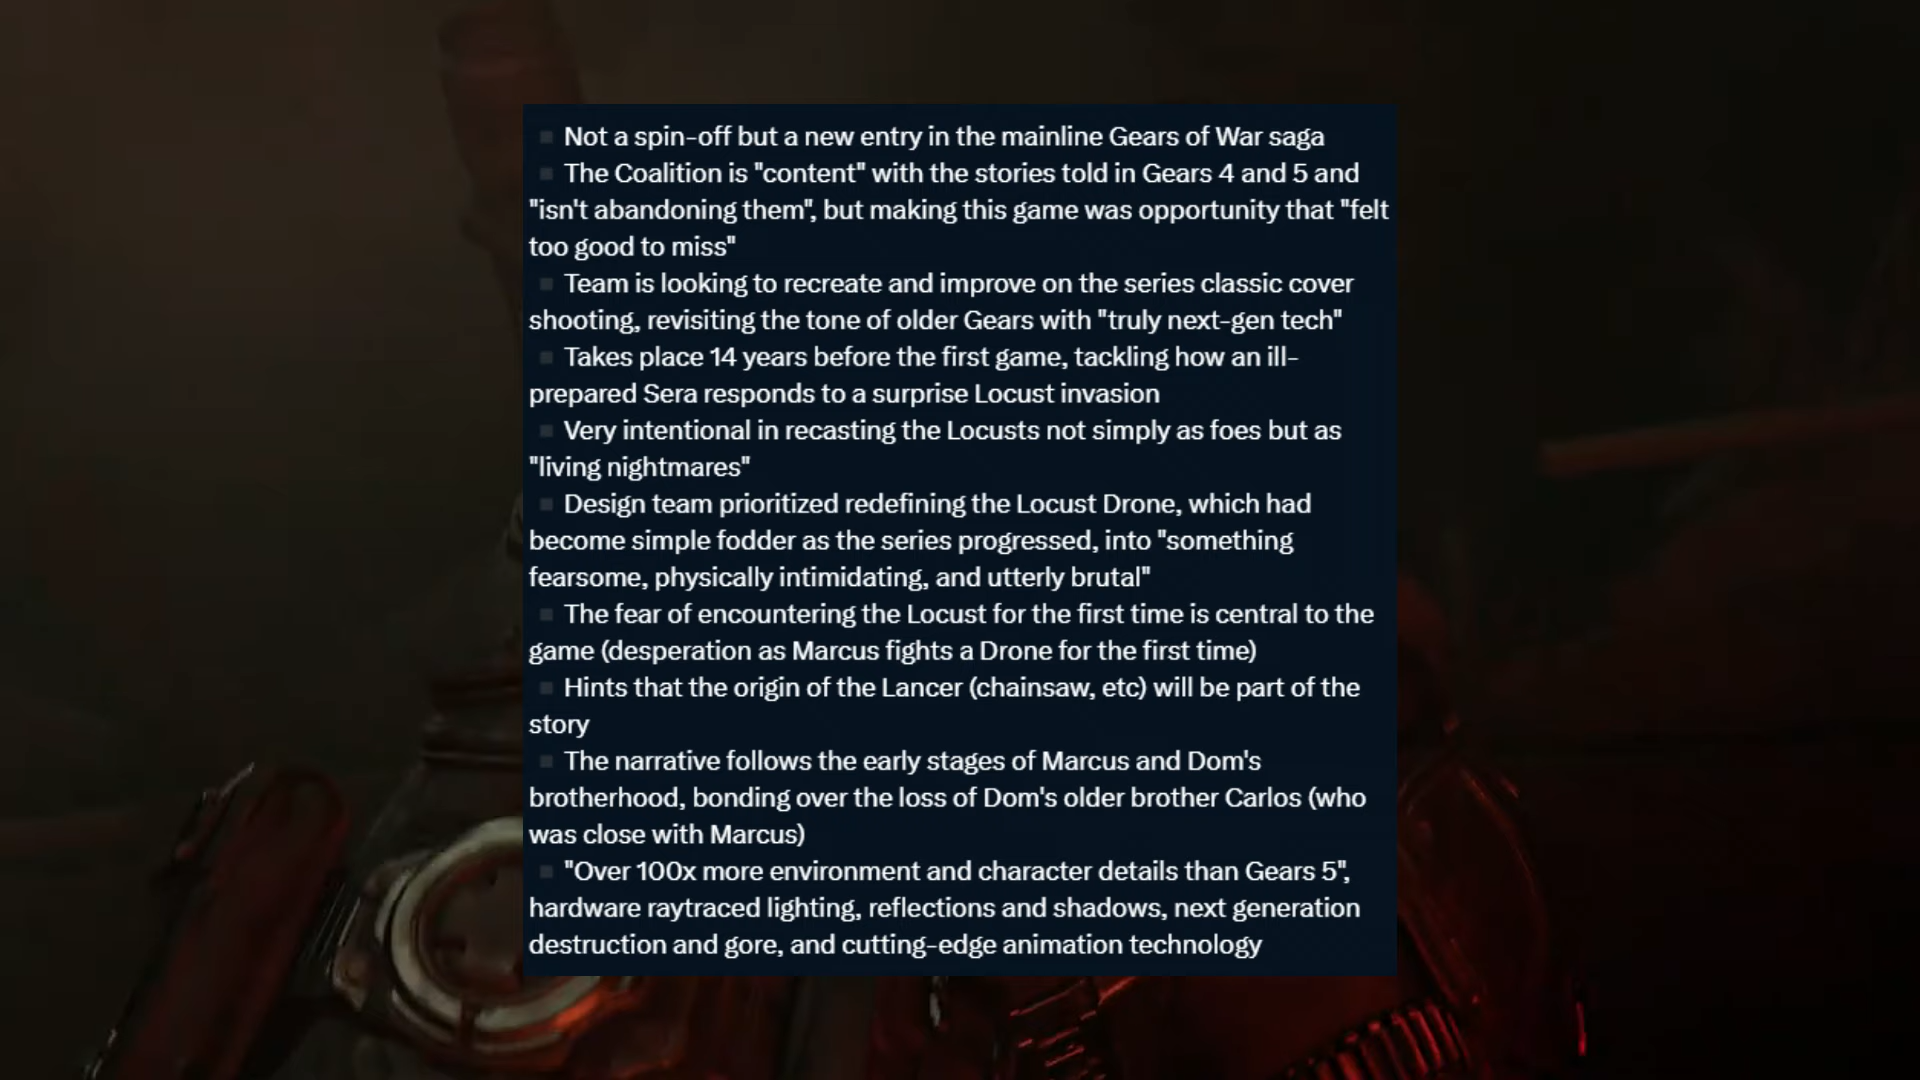 ▪ Not a spin-off but a new entry in the mainline Gears of War saga
▪ The Coalition is "content" with the stories told in Gears 4 and 5 and
"isn't abandoning them", but making this game was opportunity that "felt
too good to miss"
▪ Team is looking to recreate and improve on the series classic cover
shooting, revisiting the tone of older Gears with "truly next-gen tech"
▪ Takes place 14 years before the first game, tackling how an ill-
prepared Sera responds to a surprise Locust invasion
▪ Very intentional in recasting the Locusts not simply as foes but as
"living nightmares"
▪ Design team prioritized redefining the Locust Drone, which had
become simple fodder as the series progressed, into "something
fearsome, physically intimidating, and utterly brutal"
▪ The fear of encountering the Locust for the first time is central to the
game (desperation as Marcus fights a Drone for the first time)
▪ Hints that the origin of the Lancer (chainsaw, etc) will be part of the
story
▪ The narrative follows the early stages of Marcus and Dom's
brotherhood, bonding over the loss of Dom's older brother Carlos (who
was close with Marcus)
▪ "Over 100x more environment and character details than Gears 5",
hardware raytraced lighting, reflections and shadows, next generation
destruction and gore, and cutting-edge animation technology